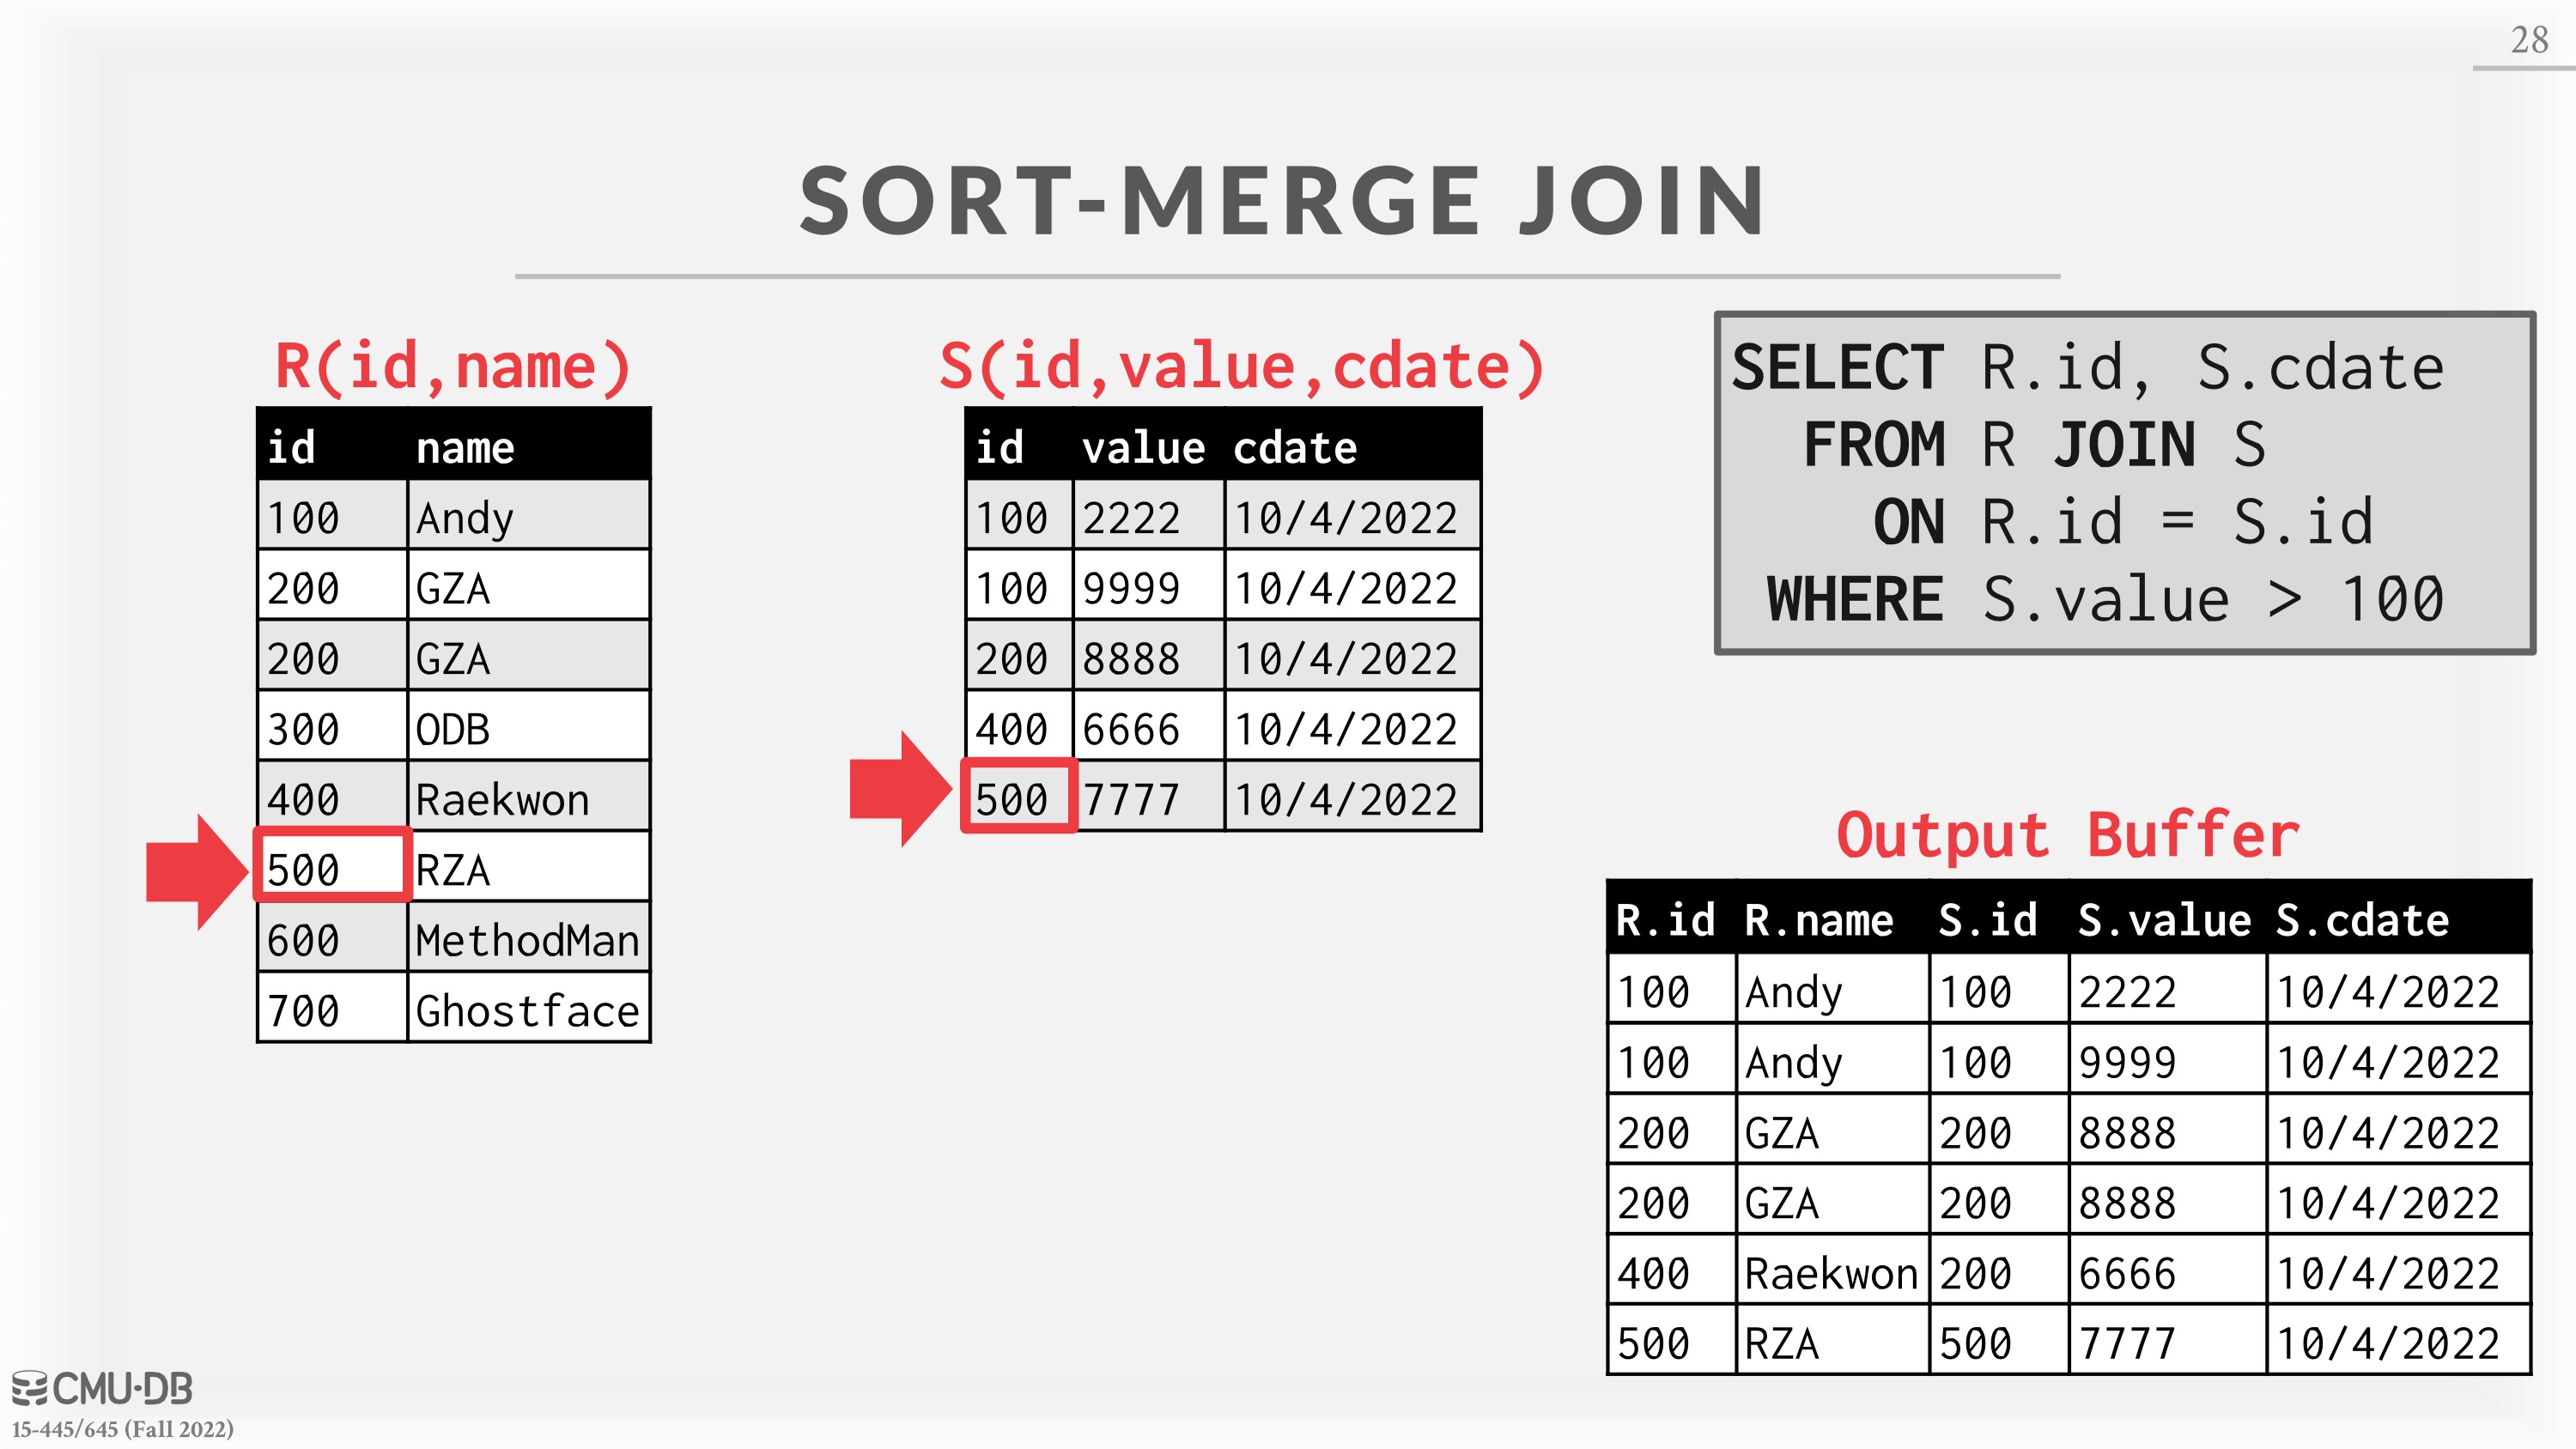 28
SORT-MERGE JOIN
R(id,name)
id name
100 Andy
200 GZA
200 GZA
300 ODB
400 Raekwon
500 RZA
600 MethodMan
700 Ghostface
S(id,value,cdate)
id value cdate
100 2222 10/4/2022
100 9999 10/4/2022
200 8888 10/4/2022
400 6666 10/4/2022
500 7777 10/4/2022
SELECT R.id, S.cdate
FROM R JOIN S
ON R.id = S.id
WHERE S.value > 100
Output Buffer
R.id R.name S.id S.value S.cdate
100 Andy 100 2222 10/4/2022
100 Andy 100 9999 10/4/2022
200 GZA 200 8888 10/4/2022
200 GZA 200 8888 10/4/2022
400 Raekwon 200 6666 10/4/2022
500 RZA 500 7777 10/4/2022
CMU·DB
15-445/645 (Fall 2022)